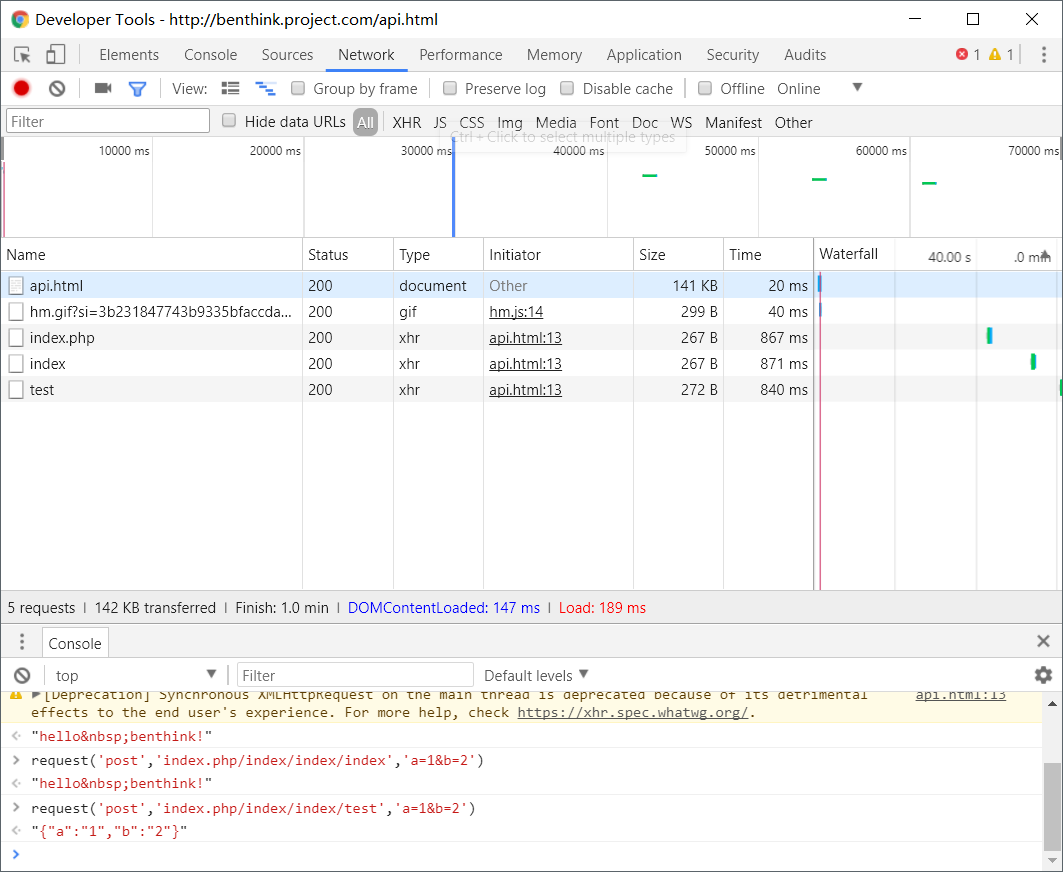 Developer Tools - http://benthink.project.com/api.html
Elements Console Sources Network Performance Memory Application Security Audits 1 1
View: Group by frame Preserve log Disable cache Offline Online
Filter Hide data URLs All XHR JS CSS Img Media Font Doc WS Manifest Other
Ctrl + Click to select multiple types
10000 ms 20000 ms 30000 ms 40000 ms 50000 ms 60000 ms 70000 ms
Name Status Type Initiator Size Time Waterfall 40.00 s .0 min
api.html 200 document Other 141 KB 20 ms
hm.gif?si=3b231847743b9335bfaccda... 200 gif hm.js:14 299 B 40 ms
index.php 200 xhr api.html:13 267 B 867 ms
index 200 xhr api.html:13 267 B 871 ms
test 200 xhr api.html:13 272 B 840 ms
5 requests | 142 KB transferred | Finish: 1.0 min | DOMContentLoaded: 147 ms | Load: 189 ms
Console
top Filter Default levels
[Deprecation] Synchronous XMLHttpRequest on the main thread is deprecated because of its detrimental api.html:13
effects to the end user's experience. For more help, check https://xhr.spec.whatwg.org/.
"hello&nbsp;benthink!"
request('post','index.php/index/index/index','a=1&b=2')
"hello&nbsp;benthink!"
request('post','index.php/index/index/test','a=1&b=2')
"{"a":"1","b":"2"}"